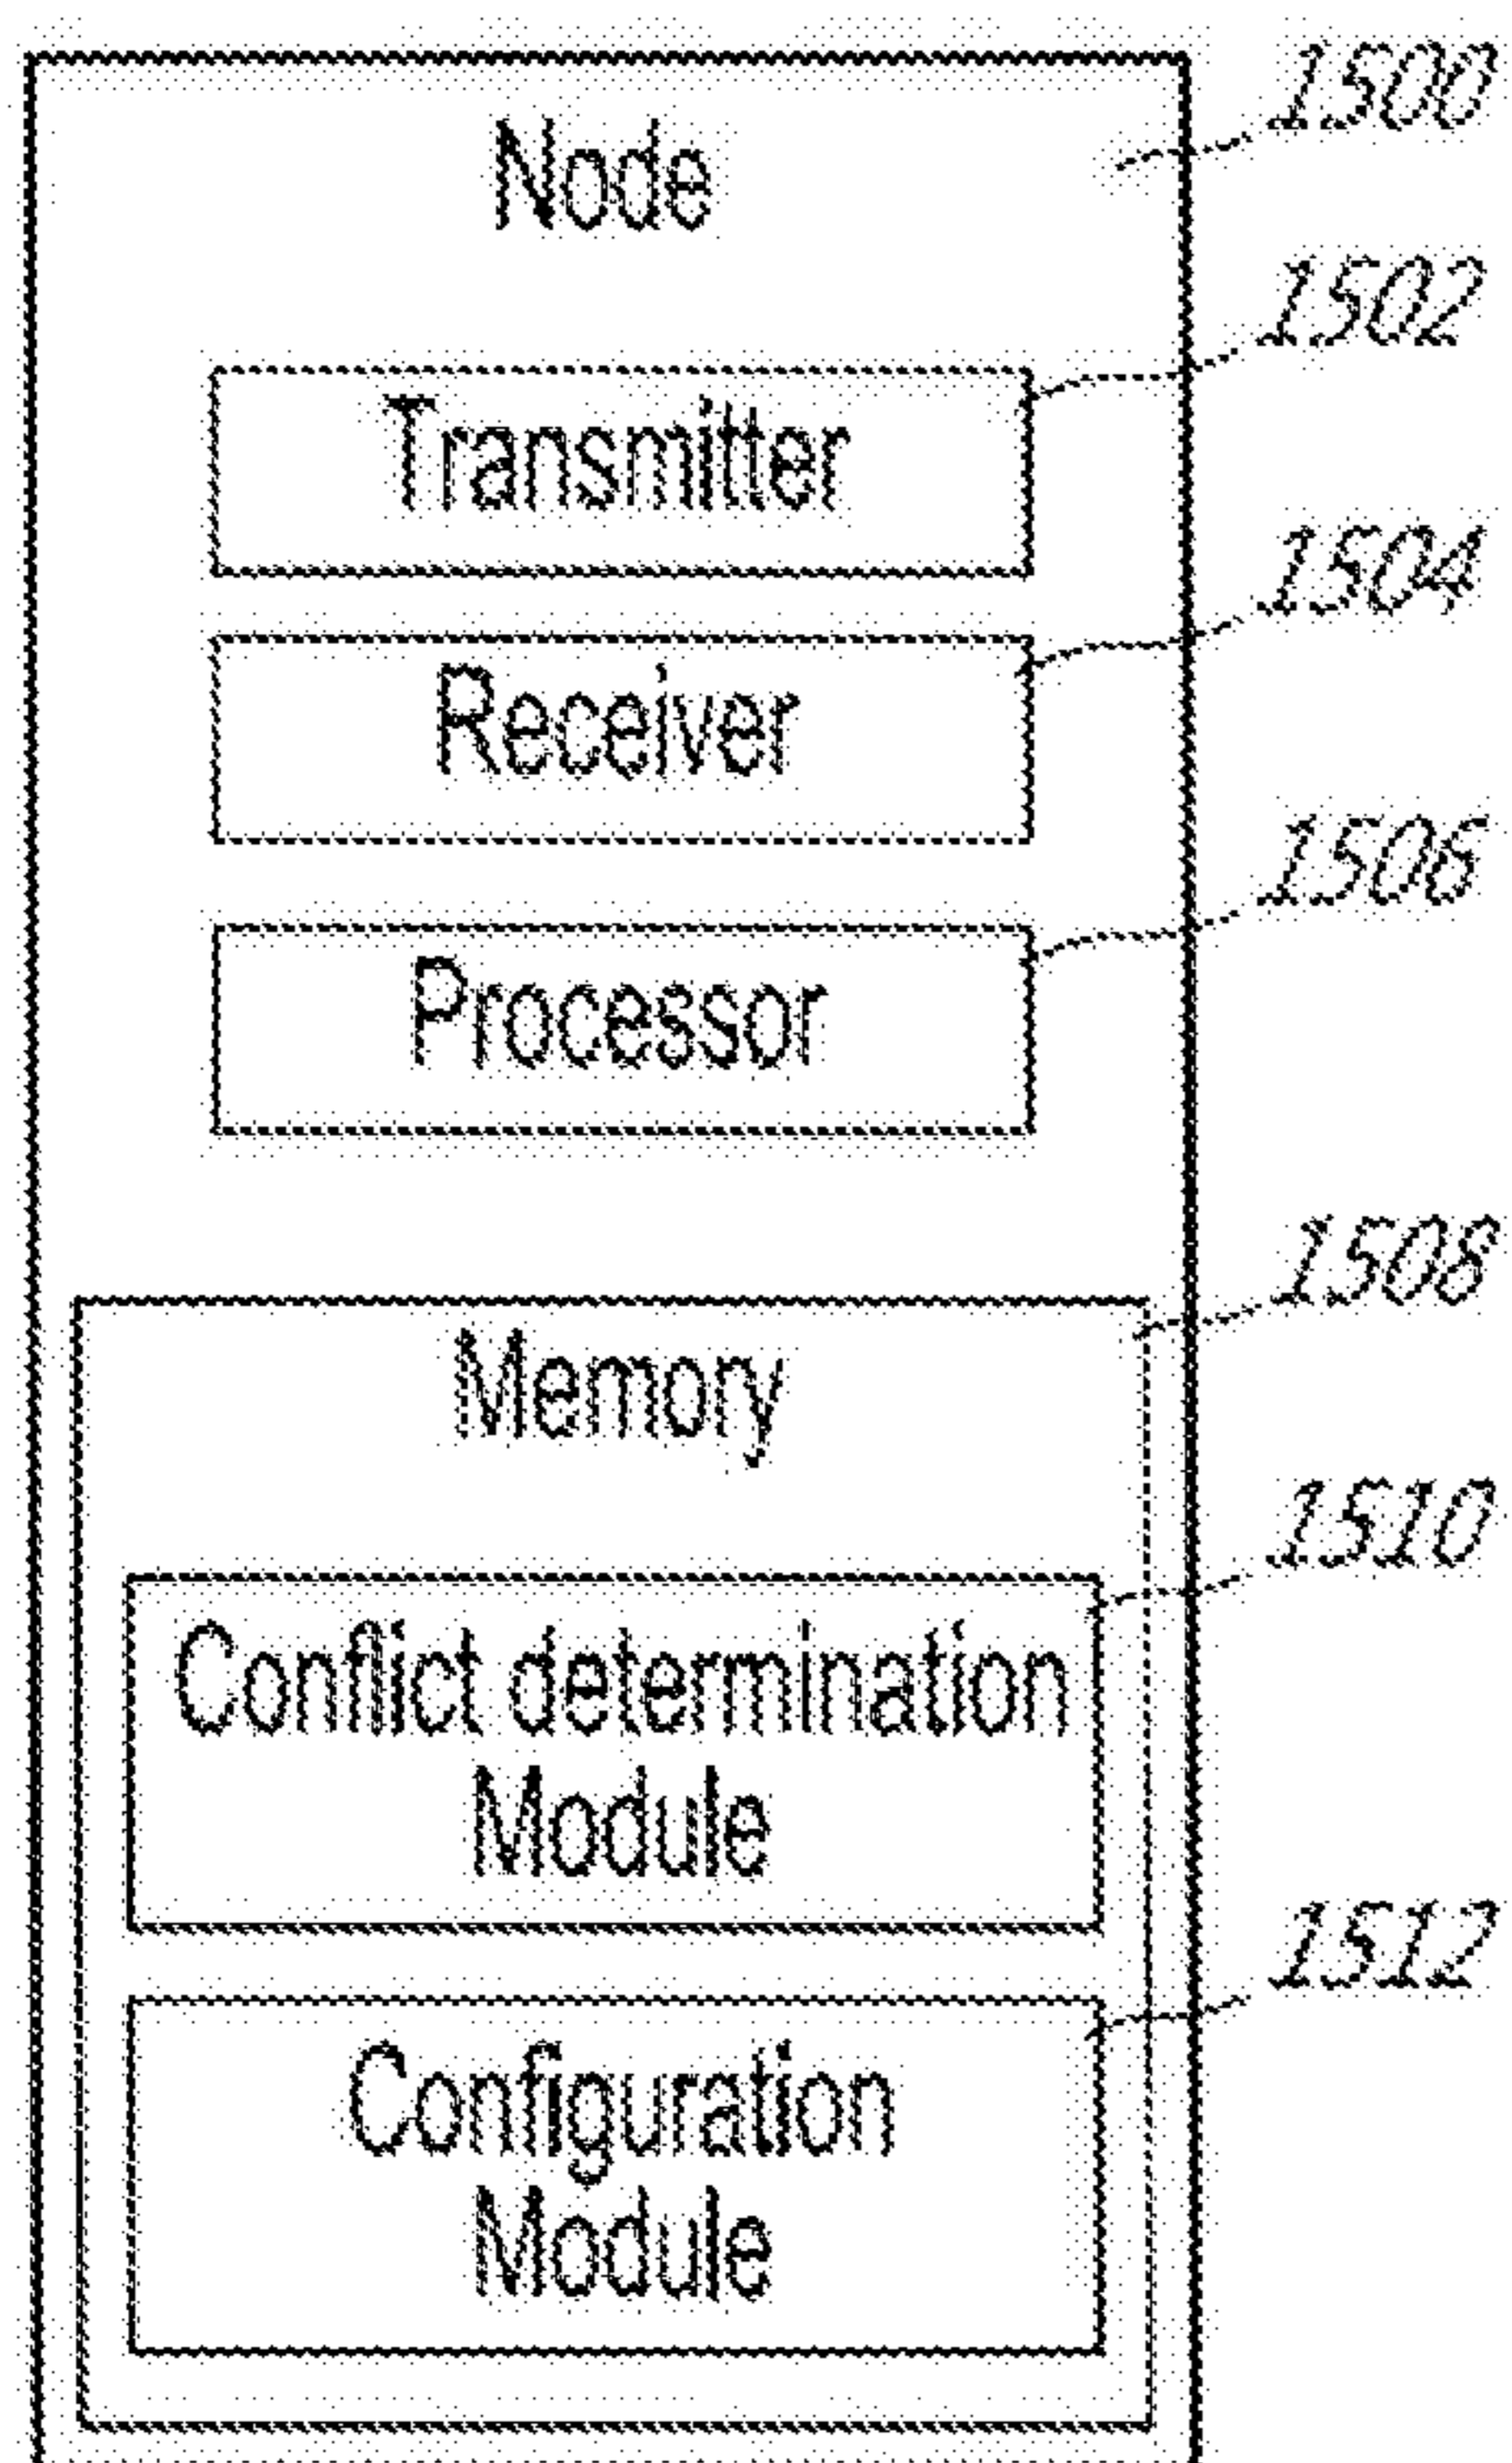 Node
1500
Transmitter
1502
Receiver
1504
Processor
1506
Memory
1508
Conflict determination
Module
1510
Configuration
Module
1512